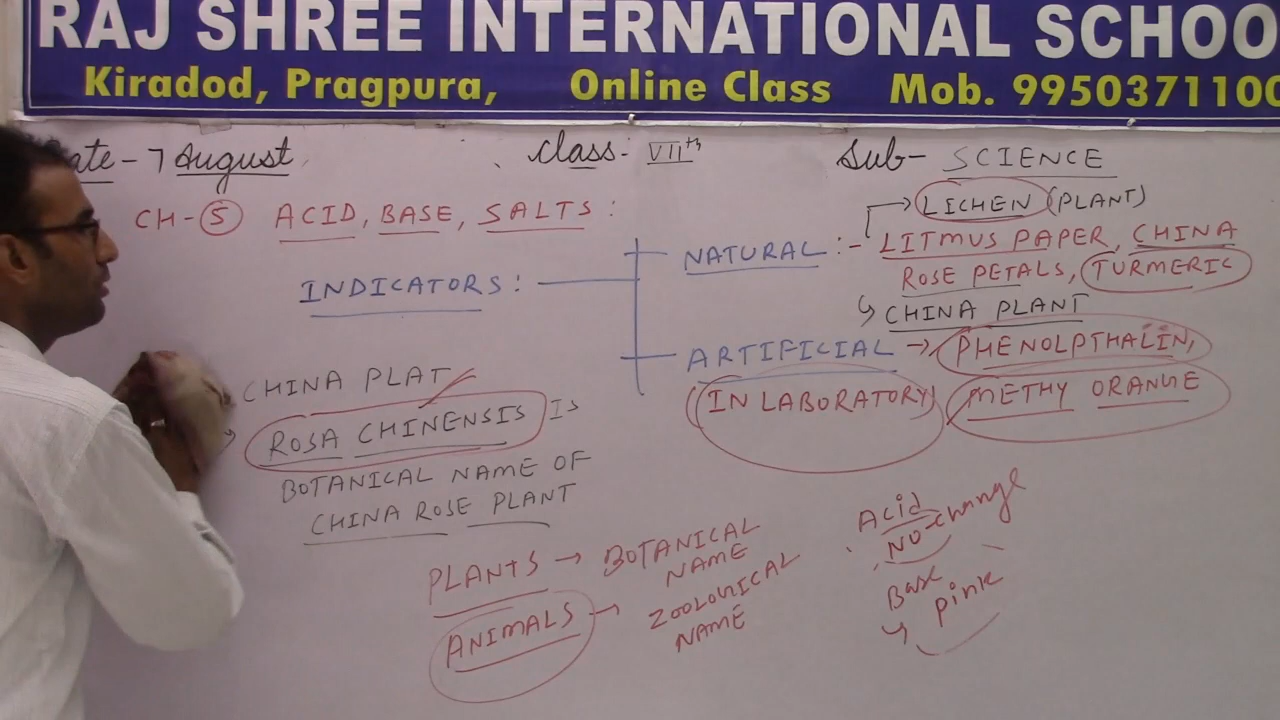 RAJ SHREE INTERNATIONAL SCHOO
Kiradod, Pragpura, Online Class Mob. 9950371100
ate - 7 August Class:- VIIth Sub- SCIENCE
CH-5 ACID, BASE, SALTS:
INDICATORS:
NATURAL:-
LICHEN (PLANT)
LITMUS PAPER, CHINA
ROSE PETALS, TURMERIC
CHINA PLANT
ARTIFICIAL → PHENOLPTHALIN,
(IN LABORATORY) METHY ORANGE
CHINA PLAT
ROSA CHINENSIS IS
BOTANICAL NAME OF
CHINA ROSE PLANT
PLANTS → BOTANICAL
NAME
ANIMALS → ZOOLOGICAL
NAME
Acid
NO-change
Base
Pink